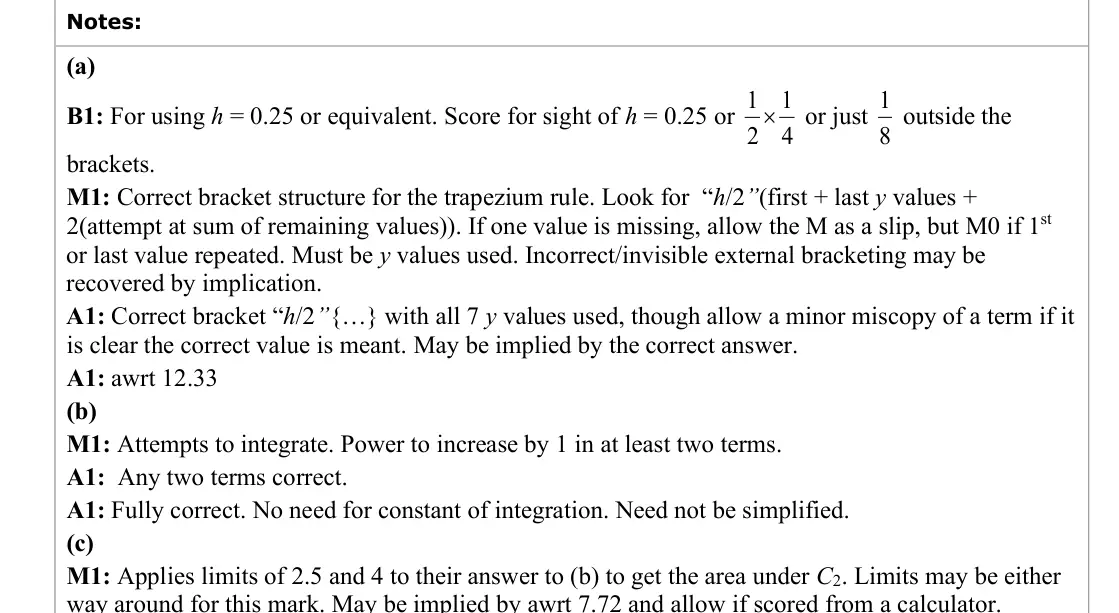 Notes:
(a)
B1: For using h = 0.25 or equivalent. Score for sight of h = 0.25 or 1/2 × 1/4 or just 1/8 outside the
brackets.
M1: Correct bracket structure for the trapezium rule. Look for “h/2”(first + last y values +
2(attempt at sum of remaining values)). If one value is missing, allow the M as a slip, but M0 if 1st
or last value repeated. Must be y values used. Incorrect/invisible external bracketing may be
recovered by implication.
A1: Correct bracket “h/2”{…} with all 7 y values used, though allow a minor miscopy of a term if it
is clear the correct value is meant. May be implied by the correct answer.
A1: awrt 12.33
(b)
M1: Attempts to integrate. Power to increase by 1 in at least two terms.
A1: Any two terms correct.
A1: Fully correct. No need for constant of integration. Need not be simplified.
(c)
M1: Applies limits of 2.5 and 4 to their answer to (b) to get the area under C2. Limits may be either
way around for this mark. May be implied by awrt 7.72 and allow if scored from a calculator.